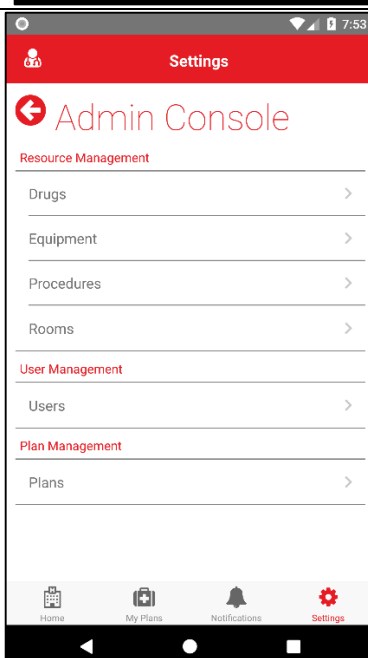 7:53
Settings
Admin Console
Resource Management
Drugs
Equipment
Procedures
Rooms
User Management
Users
Plan Management
Plans
Home My Plans Notifications Settings